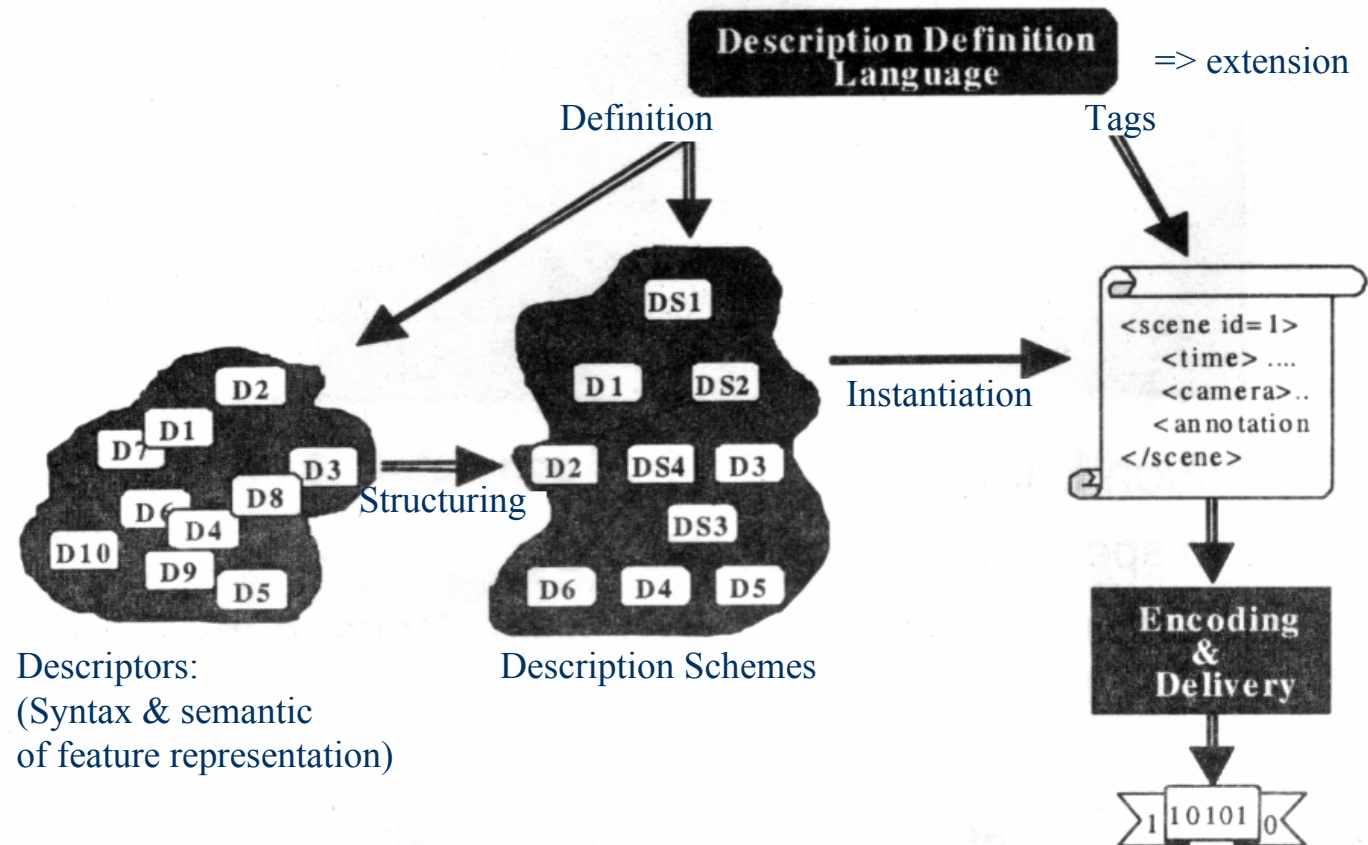 Description Definition
Language
=> extension
Definition
Tags
DS1
D1
DS2
D2
DS4
D3
DS3
D6
D4
D5
D2
D1
D7
D3
D8
D6
D4
D10
D9
D5
Structuring
Instantiation
<scene id=1>
<time> ....
<camera>..
<annotation
</scene>
Descriptors:
(Syntax & semantic
of feature representation)
Description Schemes
Encoding
&
Delivery
1 10101 0